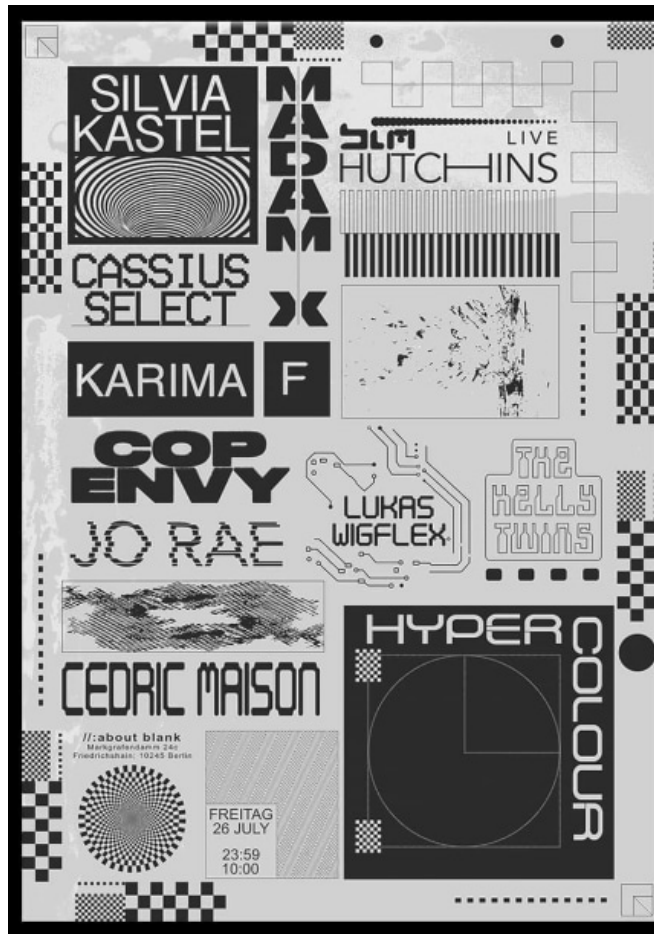 SILVIA
KASTEL
MADAM
X
SLM
LIVE
HUTCHINS
CASSIUS
SELECT
KARIMA F
COP
ENVY
JO RAE
LUKAS
WIGFLEX
THE
KELLY
TWINS
CEDRIC MAISON
HYPER
COLOUR
//:about blank
Markgrafendamm 24c
Friedrichshain; 10245 Berlin
FREITAG
26 JULY
23:59
10:00